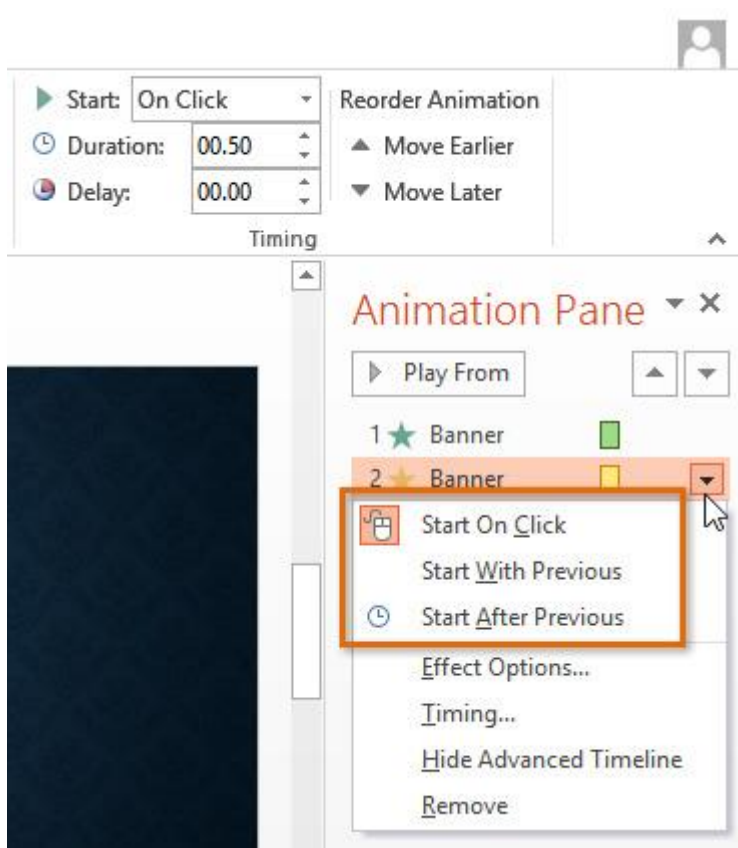 Start: On Click Reorder Animation
Duration: 00.50 Move Earlier
Delay: 00.00 Move Later
Timing
Animation Pane
Play From
1 Banner
2 Banner
Start On Click
Start With Previous
Start After Previous
Effect Options...
Timing...
Hide Advanced Timeline
Remove